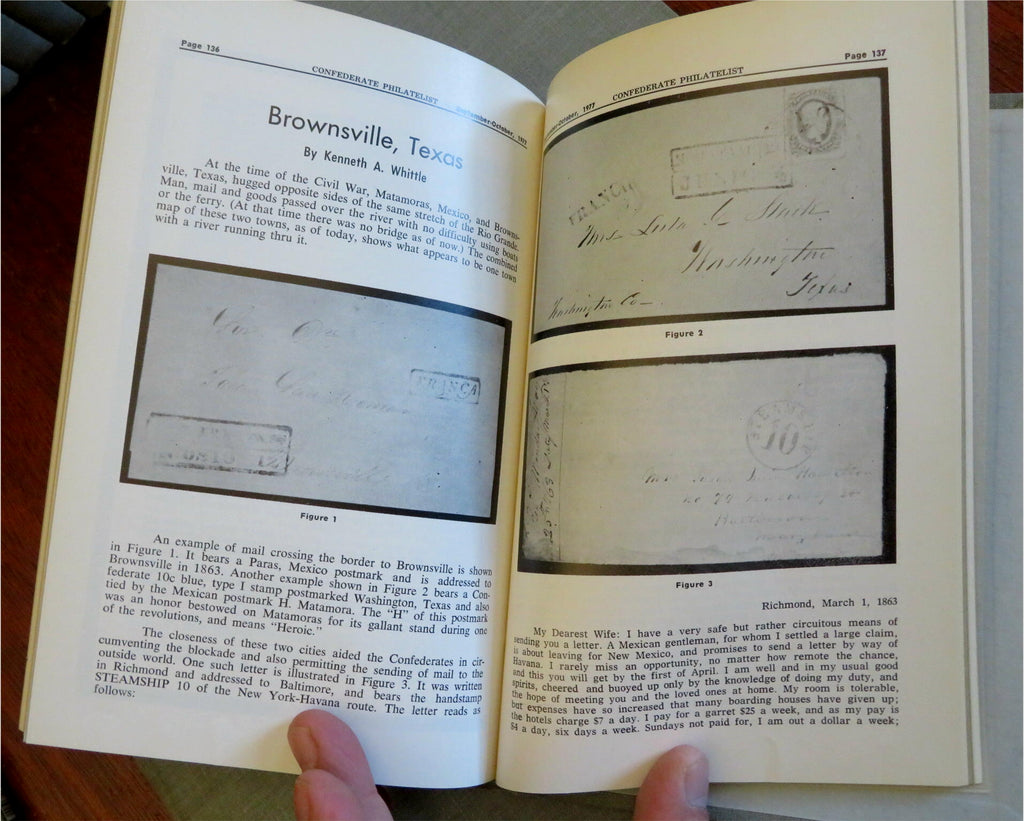 Page 136
CONFEDERATE PHILATELIST
September-October, 1977
Brownsville, Texas
By Kenneth A. Whittle
At the time of the Civil War, Matamoras, Mexico, and Browns-
ville, Texas, hugged opposite sides of the same stretch of the Rio Grande.
Man, mail and goods passed over the river with no difficulty using boats
or the ferry. (At that time there was no bridge as of now.) The combined
map of these two towns, as of today, shows what appears to be one town
with a river running thru it.
FRANCA
Figure 1
An example of mail crossing the border to Brownsville is shown
in Figure 1. It bears a Paras, Mexico postmark and is addressed to
Brownsville in 1863. Another example shown in Figure 2 bears a Con-
federate 10c blue, type I stamp postmarked Washington, Texas and also
tied by the Mexican postmark H. Matamora. The "H" of this postmark
was an honor bestowed on Matamoras for its gallant stand during one
of the revolutions, and means "Heroic."
The closeness of these two cities aided the Confederates in cir-
cumventing the blockade and also permitting the sending of mail to the
outside world. One such letter is illustrated in Figure 3. It was written
in Richmond and addressed to Baltimore, and bears the handstamp
STEAMSHIP 10 of the New York-Havana route. The letter reads as
follows:
Page 137
October, 1977
CONFEDERATE PHILATELIST
FRANCO
Mrs
Washington
Texas
Washington Co
Figure 2
STEAMSHIP
10
Figure 3
Richmond, March 1, 1863
My Dearest Wife: I have a very safe but rather circuitous means of
sending you a letter. A Mexican gentleman, for whom I settled a large claim,
is about leaving for New Mexico, and promises to send a letter by way of
Havana. I rarely miss an opportunity, no matter how remote the chance,
and this you will get by the first of April. I am well and in my usual good
spirits, cheered and buoyed up only by the knowledge of doing my duty, and
the hope of meeting you and the loved ones at home. My room is tolerable,
but expenses have so increased that many boarding houses have given up;
the hotels charge $7 a day. I pay for a garret $25 a week, and as my pay is
$4 a day, six days a week. Sundays not paid for, I am out a dollar a week;